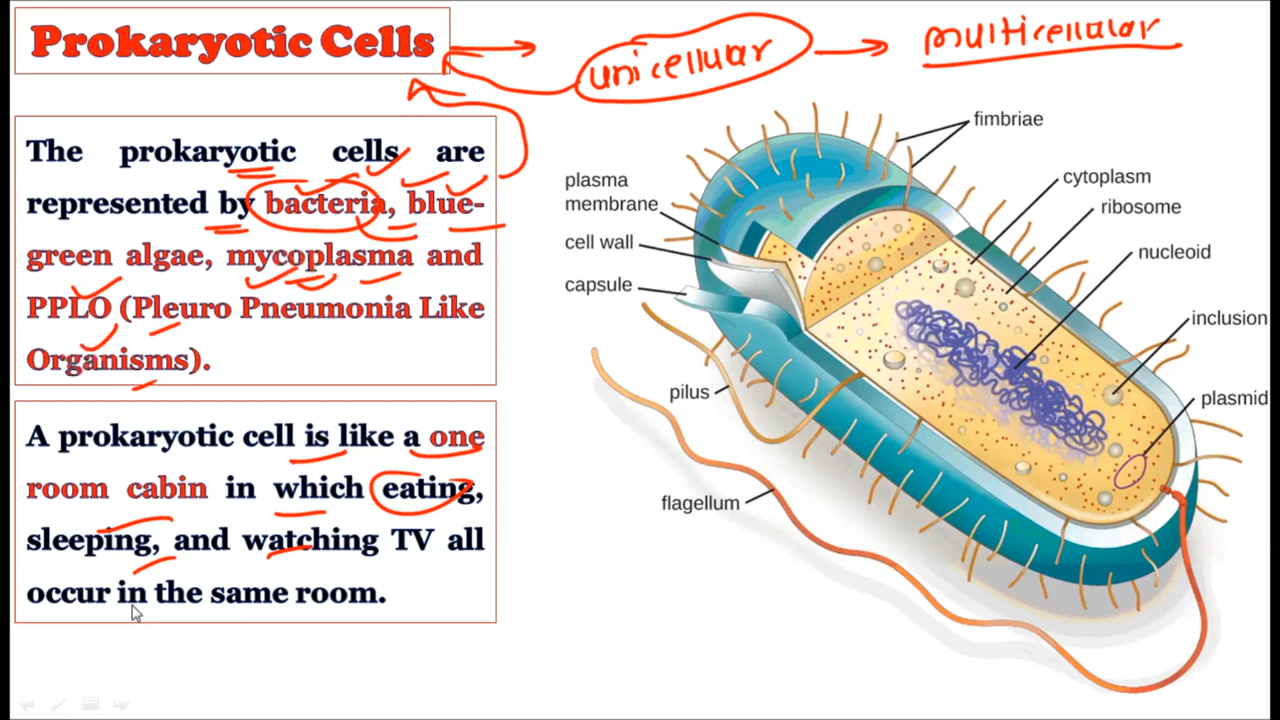 Prokaryotic Cells
unicellular
multicellular
The prokaryotic cells are
represented by bacteria, blue-
green algae, mycoplasma and
PPLO (Pleuro Pneumonia Like
Organisms).
A prokaryotic cell is like a one
room cabin in which eating,
sleeping, and watching TV all
occur in the same room.
fimbriae
plasma
membrane
cell wall
capsule
cytoplasm
ribosome
nucleoid
inclusion
plasmid
pilus
flagellum